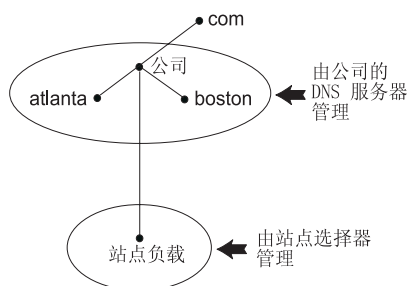 com
公司
atlanta
boston
由公司的
DNS 服务器
管理
站点负载
由站点选择器
管理